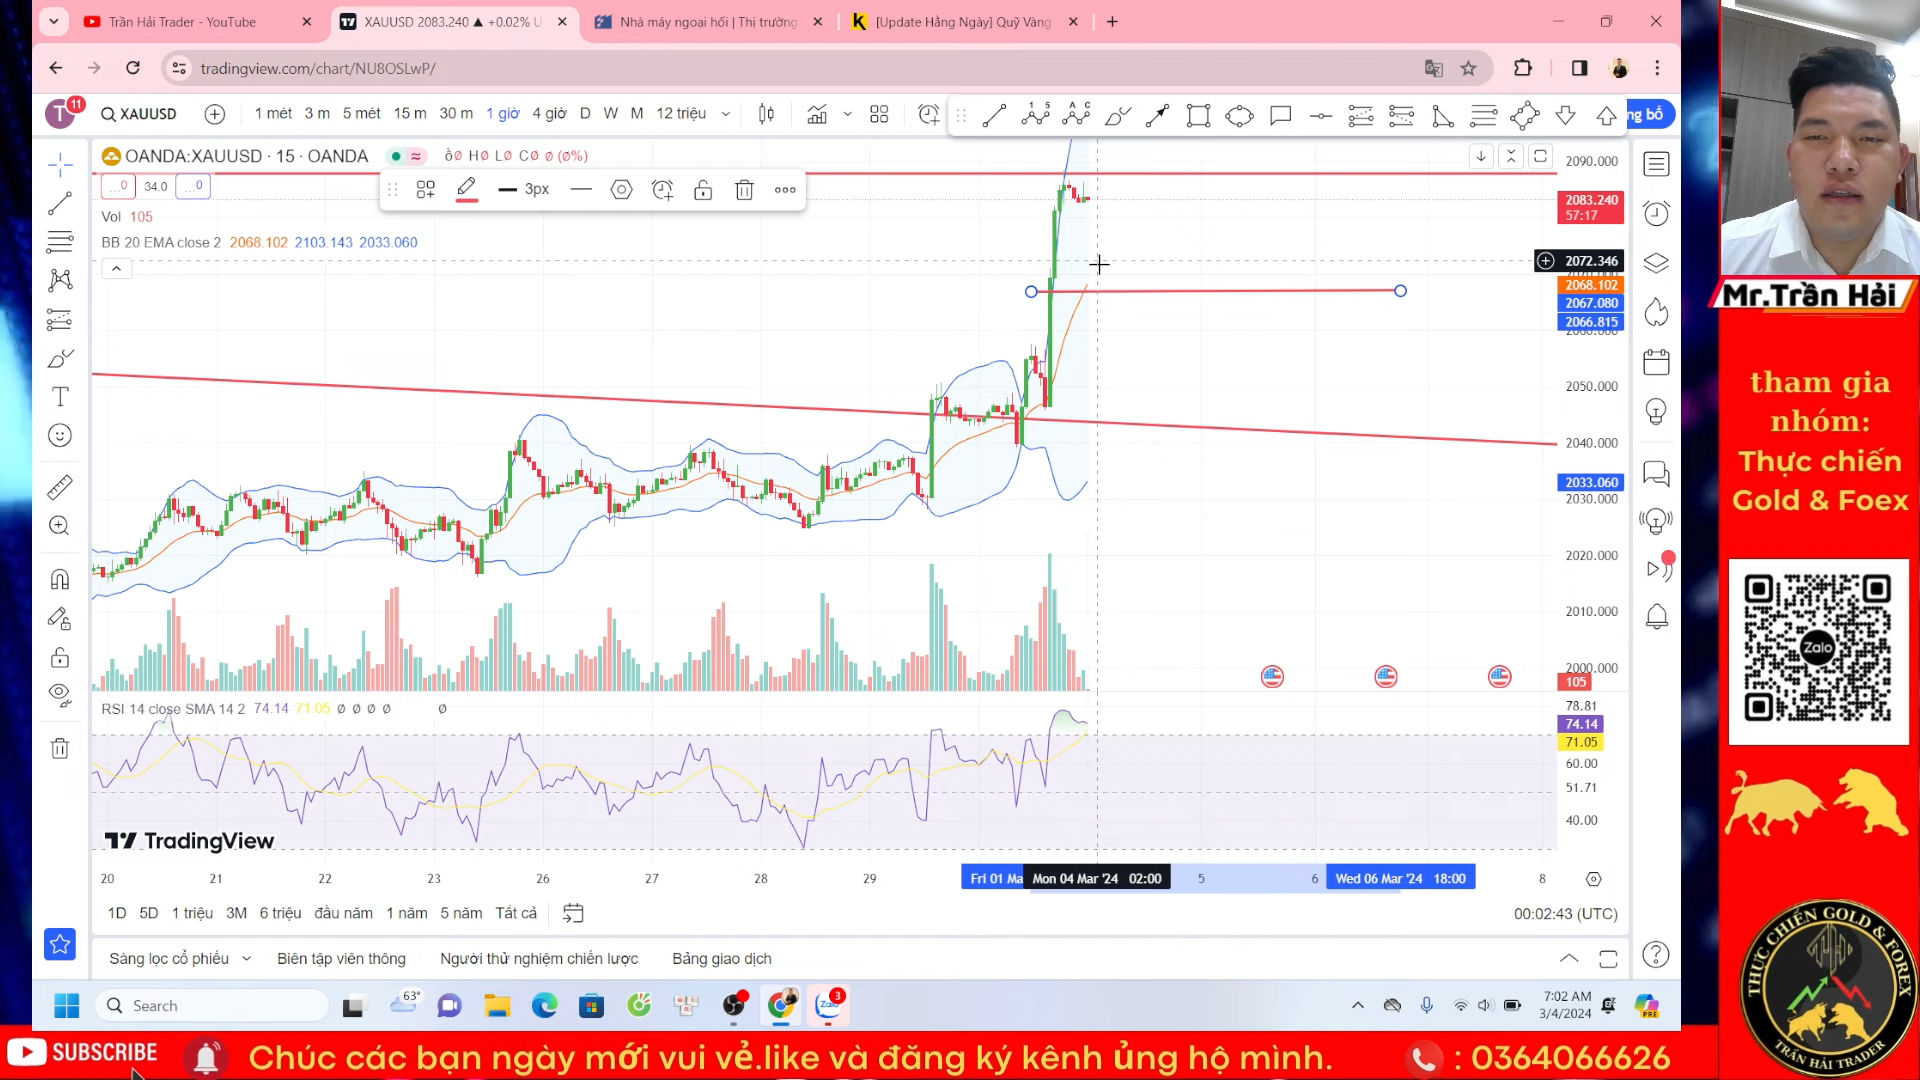 Trần Hải Trader - YouTube
XAUUSD 2083.240 ▲ +0.02% U
Nhà máy ngoại hối | Thị trường
[Update Hằng Ngày] Quỹ Vàng
tradingview.com/chart/NU8OSLwP/
T 11 XAUUSD 1 mét 3 m 5 mét 15 m 30 m 1 giờ 4 giờ D W M 12 triệu ng bố
OANDA:XAUUSD · 15 · OANDA ồ∅ H∅ L∅ C∅ ∅ (∅%)
...0 34.0 ...0
3px
Vol 105
BB 20 EMA close 2 2068.102 2103.143 2033.060
2090.000
2083.240
57:17
2072.346
2068.102
2067.080
2066.815
2050.000
2040.000
2033.060
2030.000
2020.000
2010.000
2000.000
105
RSI 14 close SMA 14 2 74.14 71.05 ∅ ∅ ∅ ∅ ∅
78.81
74.14
71.05
60.00
51.71
40.00
TradingView
20 21 22 23 26 27 28 29 Fri 01 Ma Mon 04 Mar '24 02:00 5 6 Wed 06 Mar '24 18:00 8
1D 5D 1 triệu 3M 6 triệu đầu năm 1 năm 5 năm Tất cả
00:02:43 (UTC)
Sàng lọc cổ phiếu Biên tập viên thông Người thử nghiệm chiến lược Bảng giao dịch
Search
63°
Zalo 3
7:02 AM
3/4/2024
PRE
Mr.Trần Hải
tham gia
nhóm:
Thực chiến
Gold & Foex
Zalo
THỰC CHIẾN GOLD & FOREX
TRẦN HẢI TRADER
SUBSCRIBE
Chúc các bạn ngày mới vui vẻ.like và đăng ký kênh ủng hộ mình.
: 0364066626